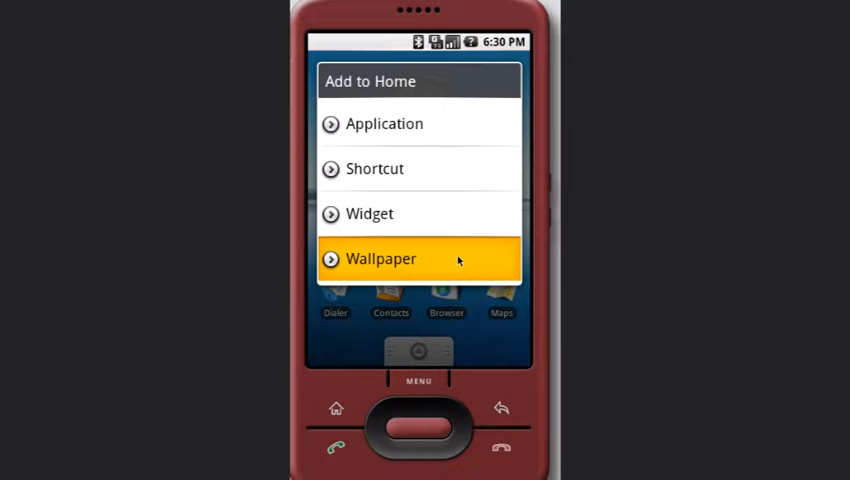 6:30 PM
Add to Home
Application
Shortcut
Widget
Wallpaper
Dialer Contacts Browser Maps
MENU